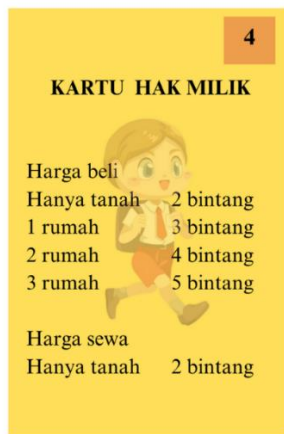 4
KARTU HAK MILIK
Harga beli
Hanya tanah 2 bintang
1 rumah 3 bintang
2 rumah 4 bintang
3 rumah 5 bintang
Harga sewa
Hanya tanah 2 bintang